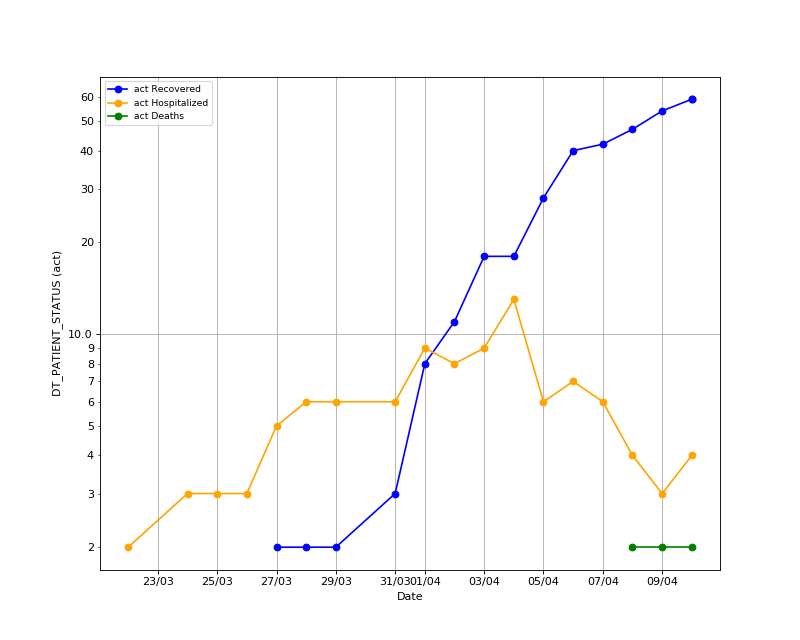 act Recovered
act Hospitalized
act Deaths
60
50
40
30
20
10.0
9
8
7
6
5
4
3
2
DT_PATIENT_STATUS (act)
23/03 25/03 27/03 29/03 31/03 01/04 03/04 05/04 07/04 09/04
Date